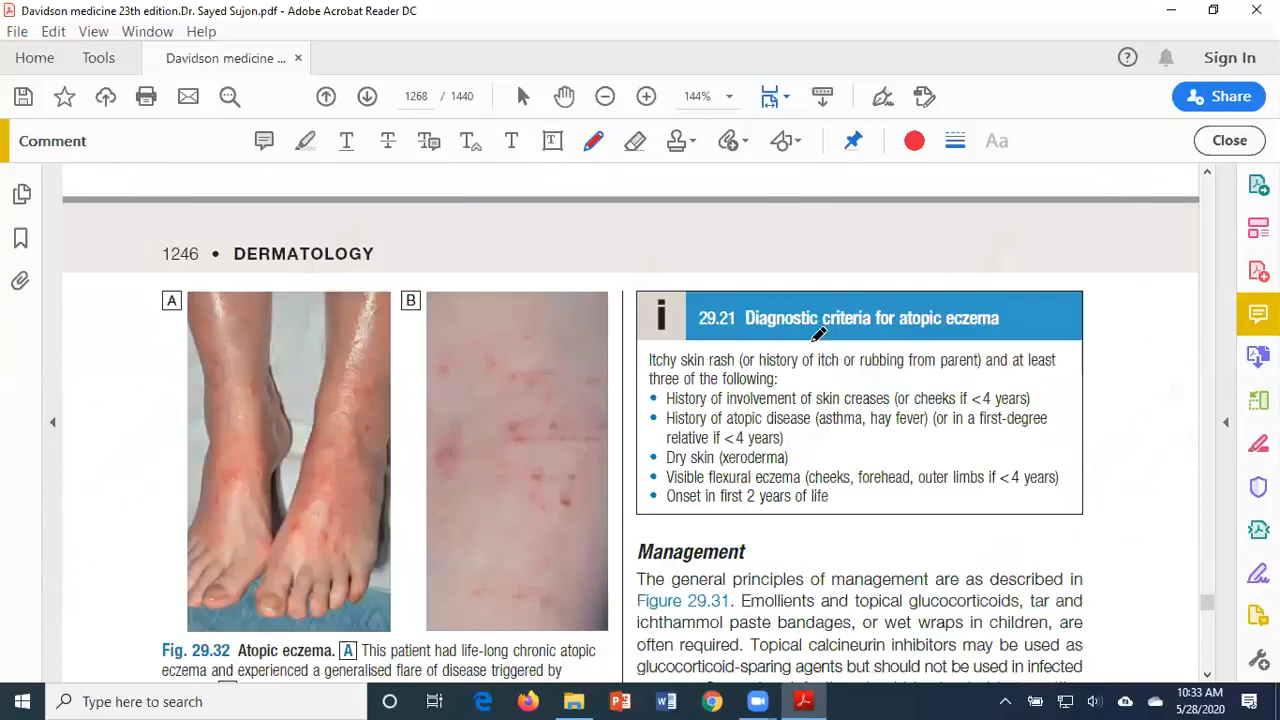 Davidson medicine 23th edition.Dr. Sayed Sujon.pdf - Adobe Acrobat Reader DC
File Edit View Window Help
Home Tools Davidson medicine ... × Sign In
1268 / 1440 144% Share
Comment Aa Close
1246 • DERMATOLOGY
A B
i 29.21 Diagnostic criteria for atopic eczema
Itchy skin rash (or history of itch or rubbing from parent) and at least
three of the following:
• History of involvement of skin creases (or cheeks if <4 years)
• History of atopic disease (asthma, hay fever) (or in a first-degree
relative if <4 years)
• Dry skin (xeroderma)
• Visible flexural eczema (cheeks, forehead, outer limbs if <4 years)
• Onset in first 2 years of life
Fig. 29.32 Atopic eczema. A This patient had life-long chronic atopic
eczema and experienced a generalised flare of disease triggered by
Management
The general principles of management are as described in
Figure 29.31. Emollients and topical glucocorticoids, tar and
ichthammol paste bandages, or wet wraps in children, are
often required. Topical calcineurin inhibitors may be used as
glucocorticoid-sparing agents but should not be used in infected
Type here to search
10:33 AM
5/28/2020